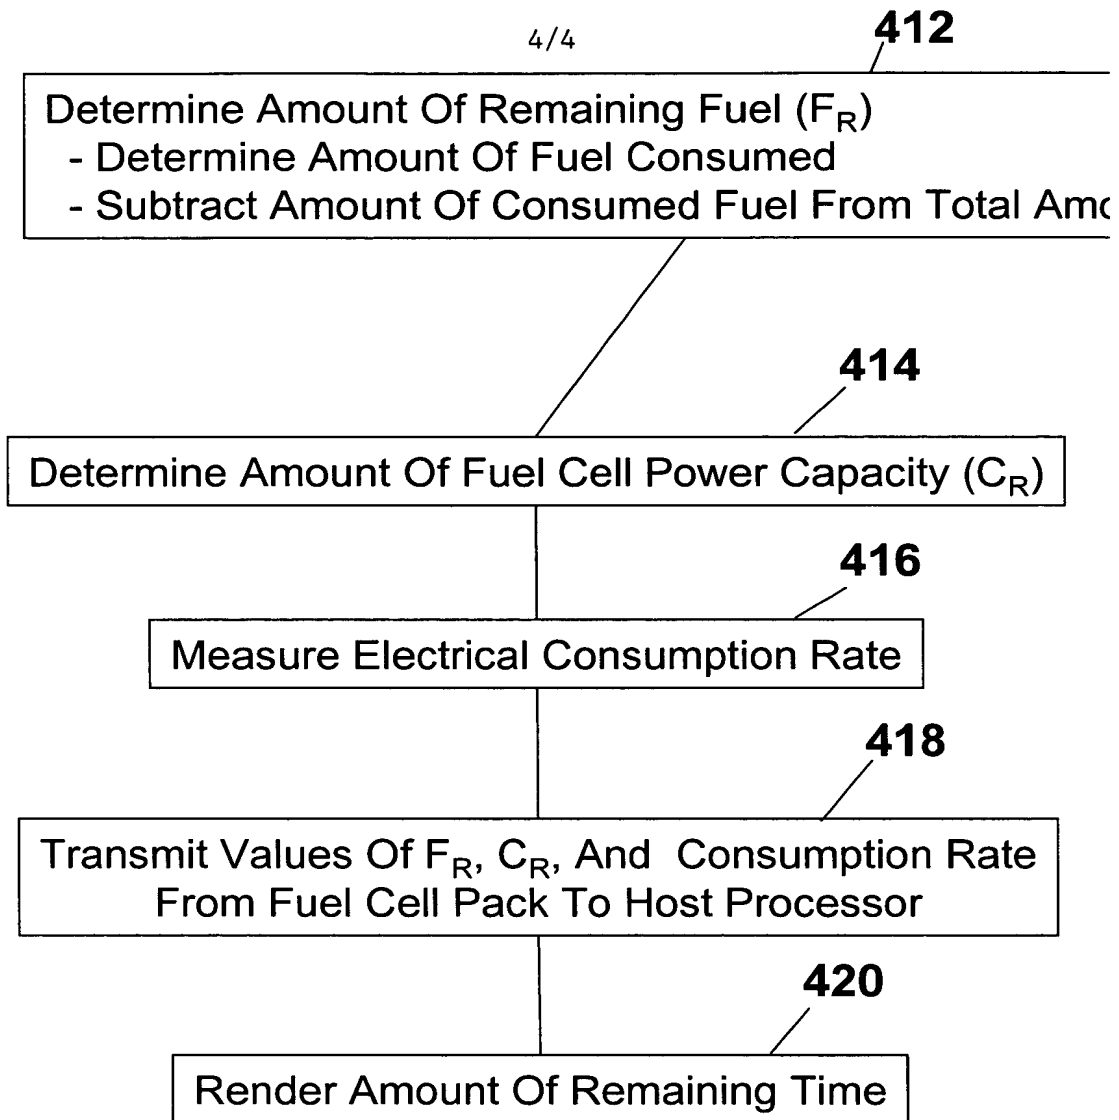 4/4
412
Determine Amount Of Remaining Fuel (F_R)
- Determine Amount Of Fuel Consumed
- Subtract Amount Of Consumed Fuel From Total
414
Determine Amount Of Fuel Cell Power Capacity (C_R)
416
Measure Electrical Consumption Rate
418
Transmit Values Of F_R, C_R, And Consumption Rate
From Fuel Cell Pack To Host Processor
420
Render Amount Of Remaining Time